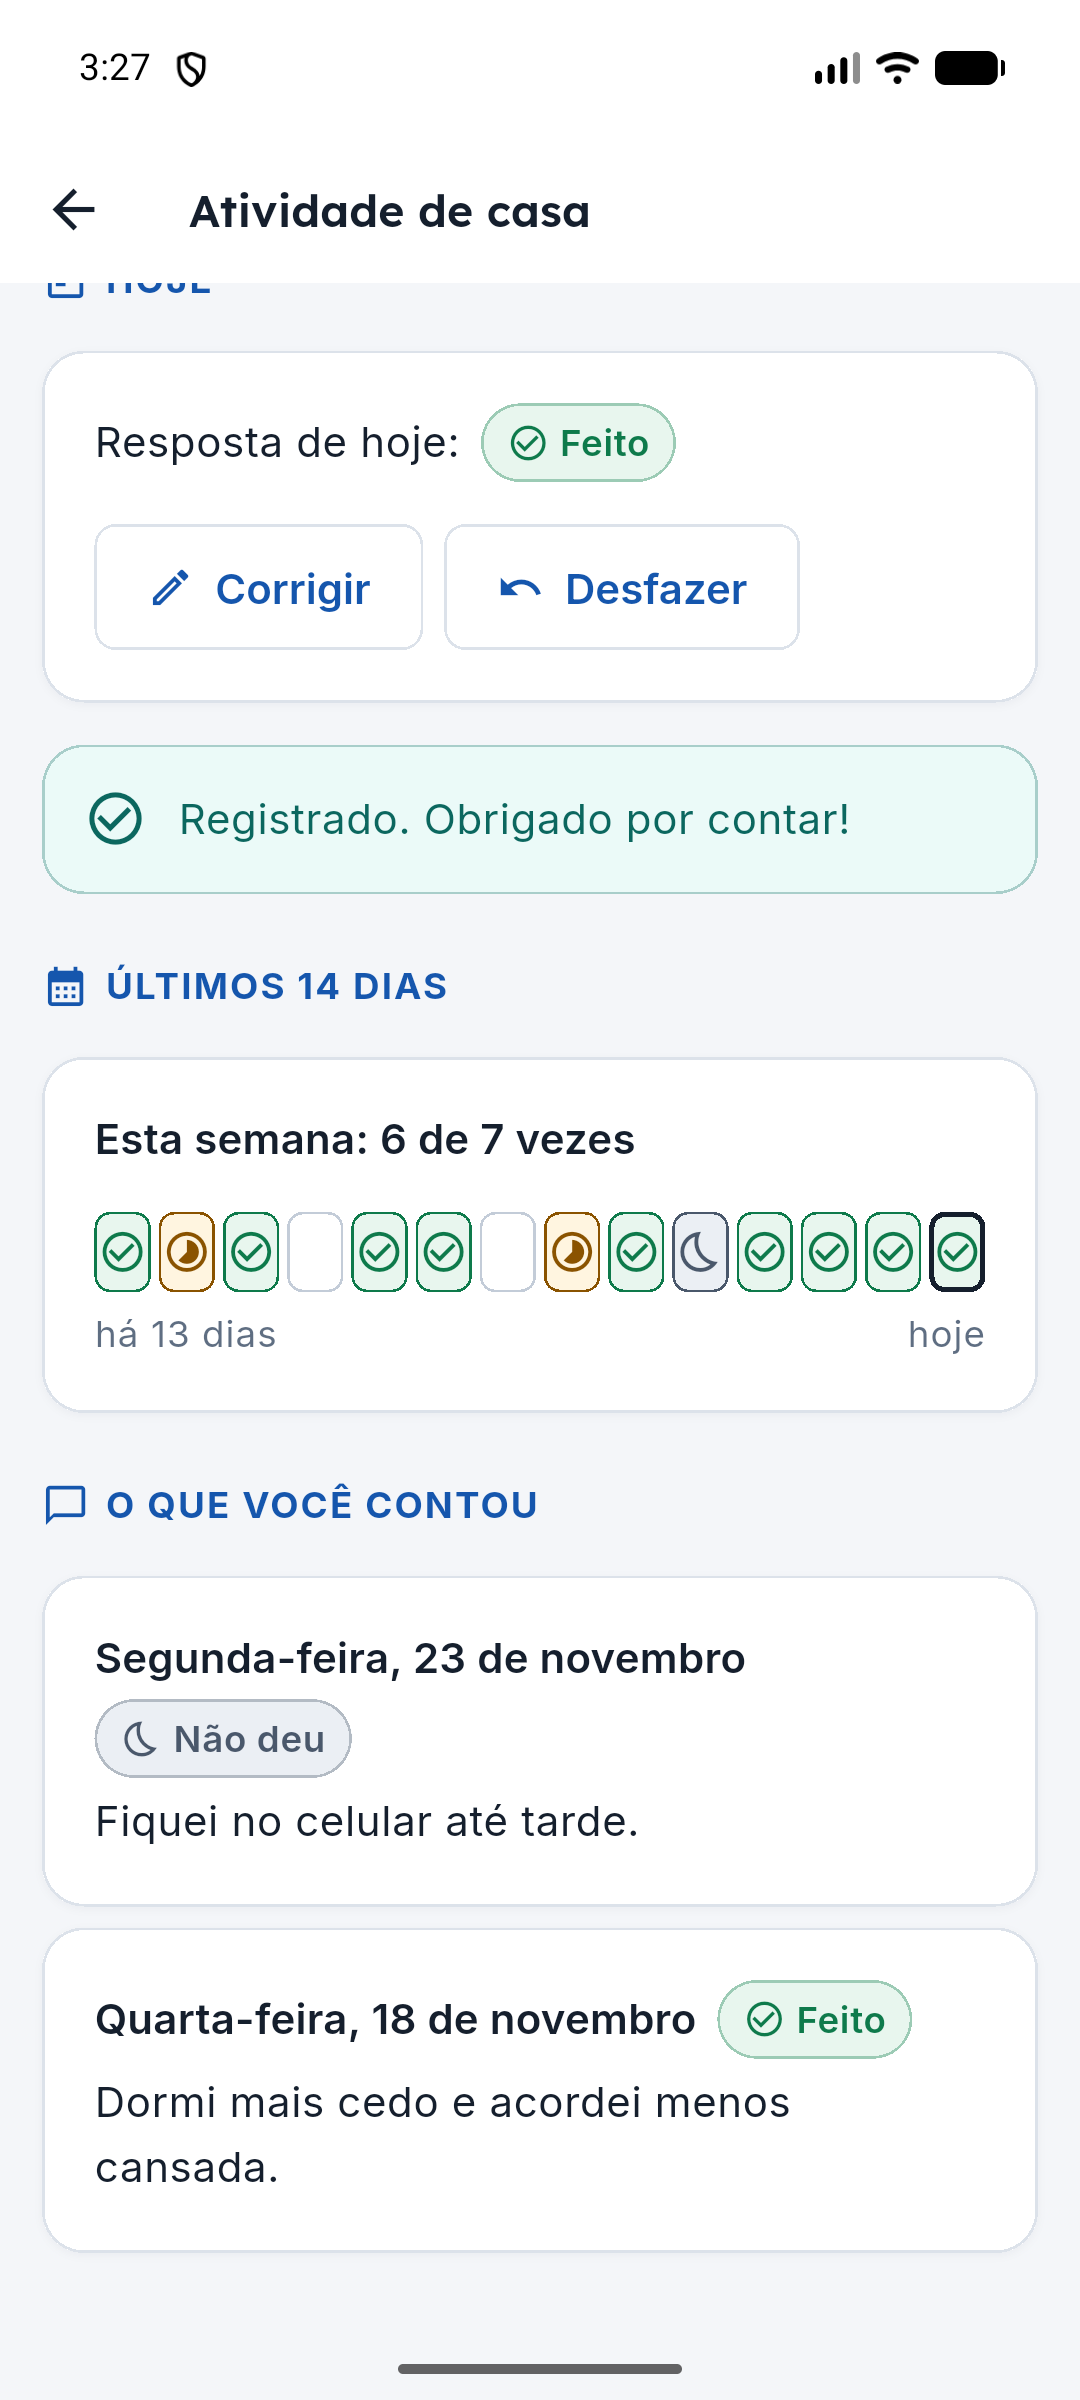 3:27
Atividade de casa
HOJE
Resposta de hoje: Feito
Corrigir Desfazer
Registrado. Obrigado por contar!
ÚLTIMOS 14 DIAS
Esta semana: 6 de 7 vezes
há 13 dias hoje
O QUE VOCÊ CONTOU
Segunda-feira, 23 de novembro
Não deu
Fiquei no celular até tarde.
Quarta-feira, 18 de novembro Feito
Dormi mais cedo e acordei menos
cansada.